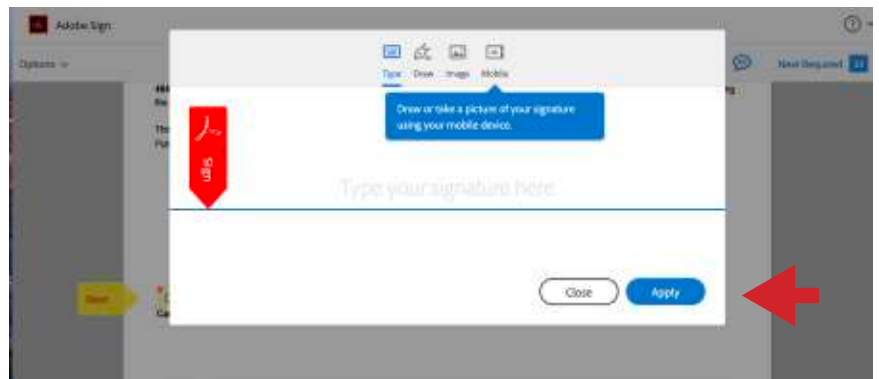 Adobe Sign
Options
Next Required
Type Draw Image Mobile
Draw or take a picture of your signature
using your mobile device.
Sign
Type your signature here
Close Apply
Next